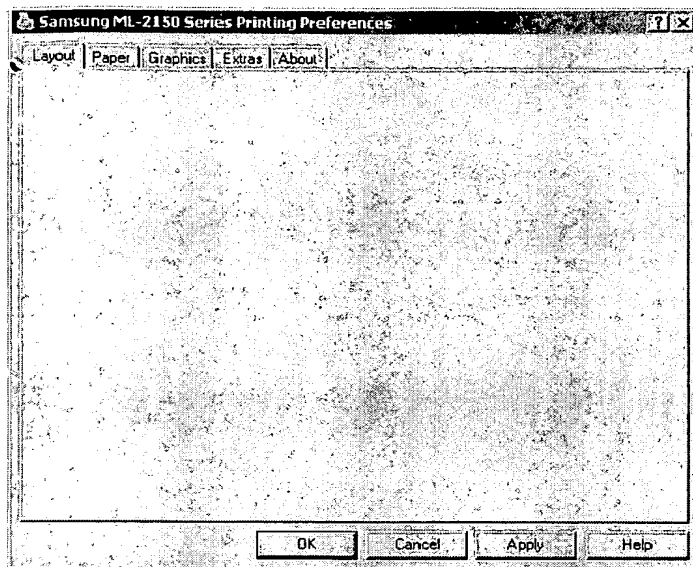 Samsung ML-2150 Series Printing Preferences ? X
Layout Paper Graphics Extras About
OK Cancel Apply Help